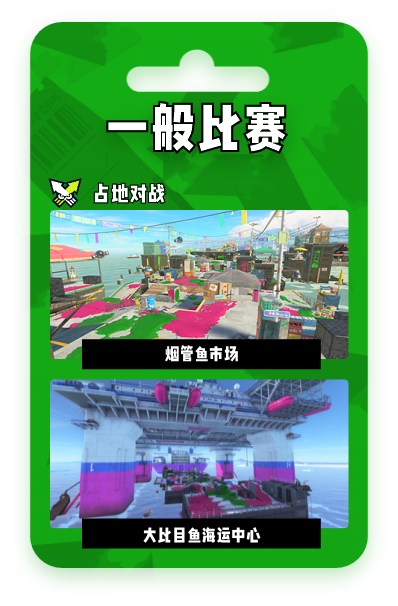 一般比赛
占地对战
烟管鱼市场
大比目鱼海运中心